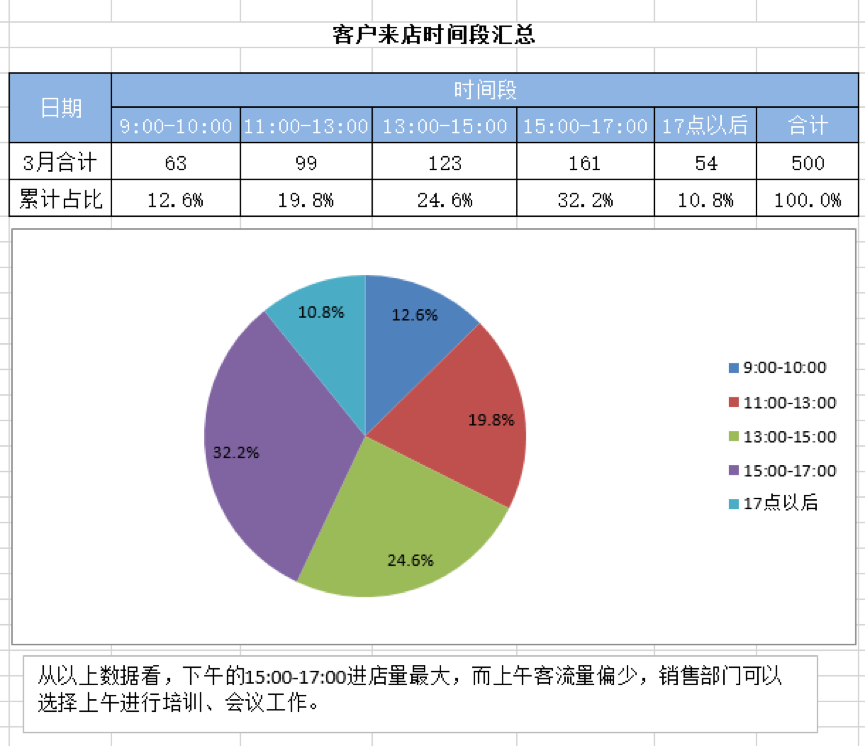 客户来店时间段汇总
日期 时间段
9:00-10:00 11:00-13:00 13:00-15:00 15:00-17:00 17点以后 合计
3月合计 63 99 123 161 54 500
累计占比 12.6% 19.8% 24.6% 32.2% 10.8% 100.0%
10.8% 12.6%
19.8%
32.2%
24.6%
9:00-10:00
11:00-13:00
13:00-15:00
15:00-17:00
17点以后
从以上数据看，下午的15:00-17:00进店量最大，而上午客流量偏少，销售部门可以
选择上午进行培训、会议工作。